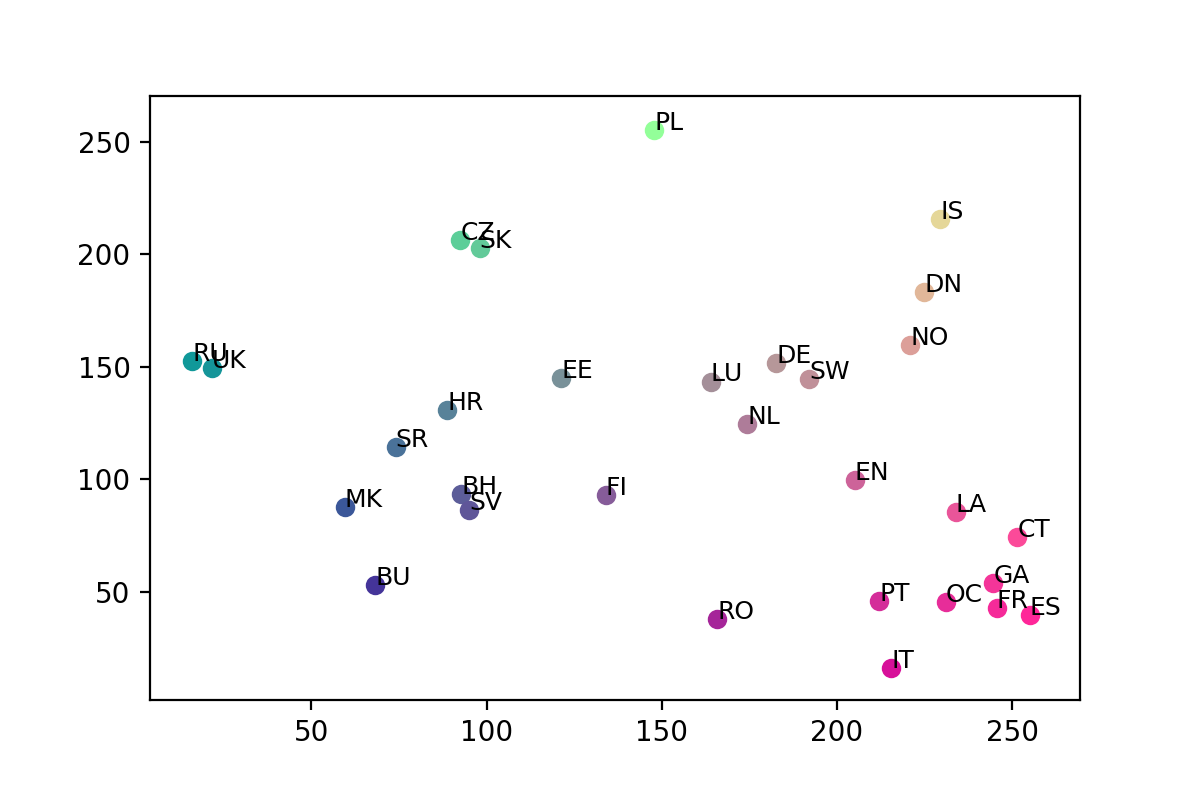 PL
250
IS
CZ
SK
200
DN
NO
RU
UK
DE
150
EE
LU
SW
HR
NL
SR
EN
100
BH
FI
MK
SV
LA
CT
BU
GA
50
PT
OC
FR
ES
RO
IT
50 100 150 200 250